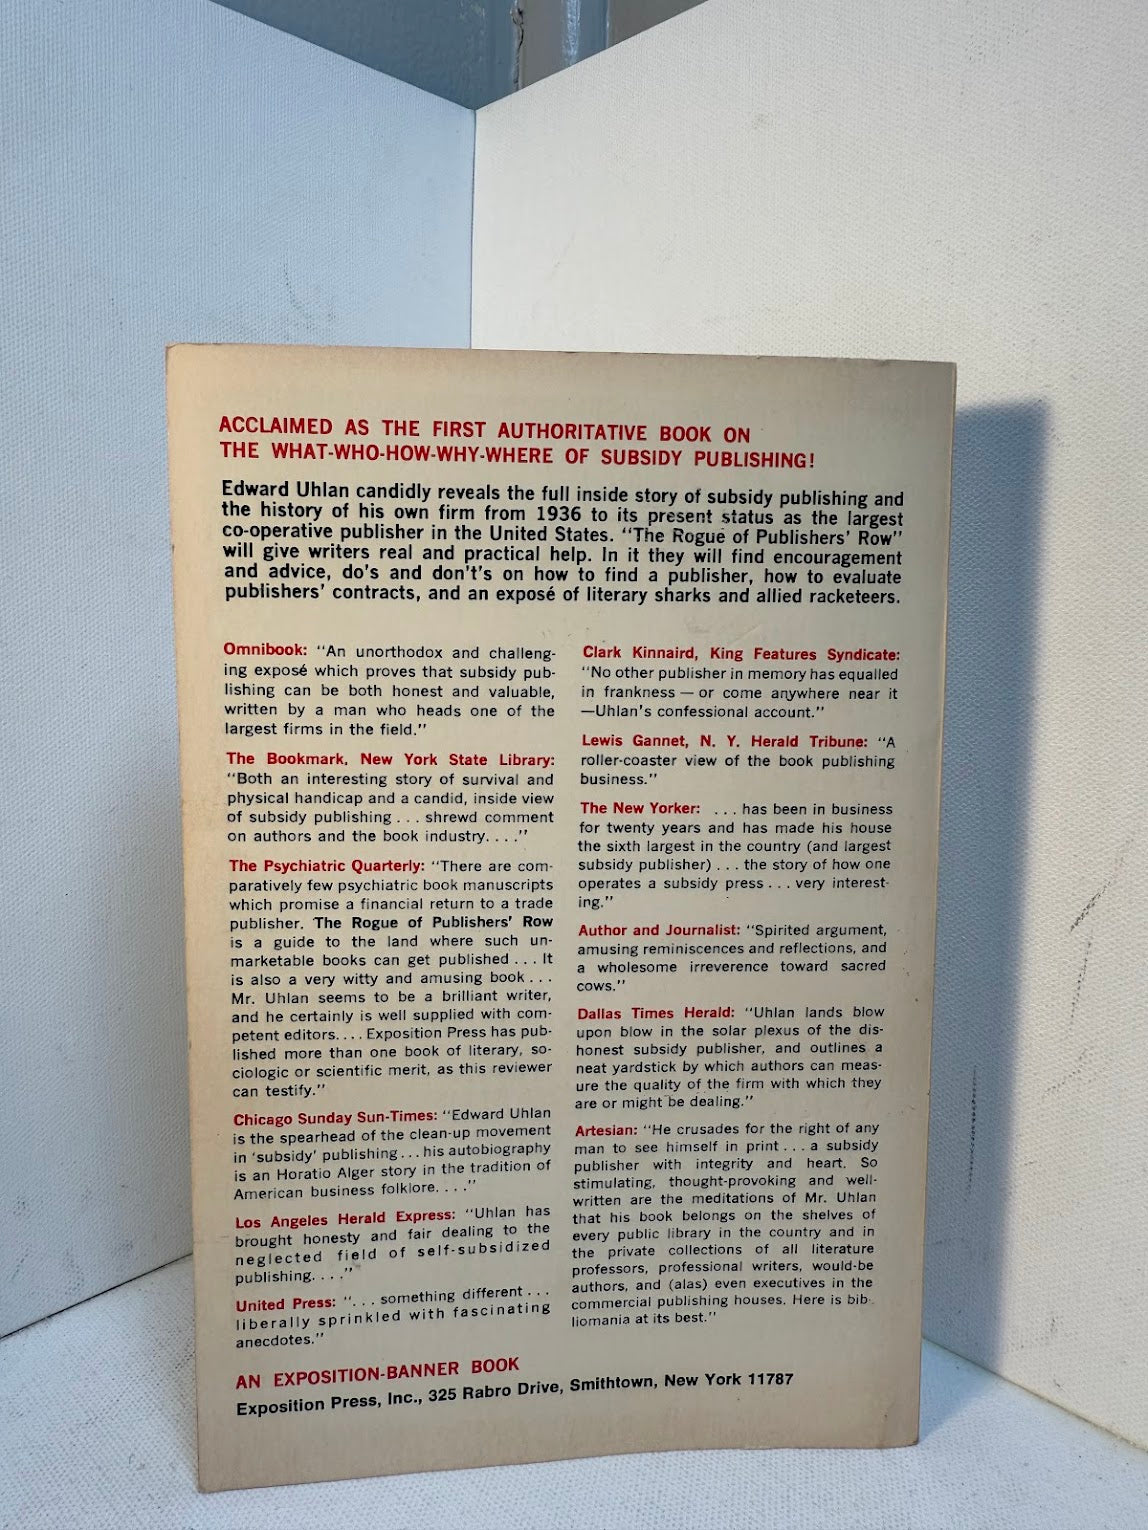 ACCLAIMED AS THE FIRST AUTHORITATIVE BOOK ON
THE WHAT-WHO-HOW-WHY-WHERE OF SUBSIDY PUBLISHING!
Edward Uhlan candidly reveals the full inside story of subsidy publishing and
the history of his own firm from 1936 to its present status as the largest
co-operative publisher in the United States. “The Rogue of Publishers’ Row”
will give writers real and practical help. In it they will find encouragement
and advice, do’s and don’t’s on how to find a publisher, how to evaluate
publishers’ contracts, and an exposé of literary sharks and allied racketeers.
Omnibook: “An unorthodox and challeng-
ing exposé which proves that subsidy pub-
lishing can be both honest and valuable,
written by a man who heads one of the
largest firms in the field.”
The Bookmark, New York State Library:
“Both an interesting story of survival and
physical handicap and a candid, inside view
of subsidy publishing . . . shrewd comment
on authors and the book industry. . . .”
The Psychiatric Quarterly: “There are com-
paratively few psychiatric book manuscripts
which promise a financial return to a trade
publisher. The Rogue of Publishers’ Row
is a guide to the land where such un-
marketable books can get published . . . It
is also a very witty and amusing book . . .
Mr. Uhlan seems to be a brilliant writer,
and he certainly is well supplied with com-
petent editors. . . . Exposition Press has pub-
lished more than one book of literary, so-
ciologic or scientific merit, as this reviewer
can testify.”
Chicago Sunday Sun-Times: “Edward Uhlan
is the spearhead of the clean-up movement
in ‘subsidy’ publishing . . . his autobiography
is an Horatio Alger story in the tradition of
American business folklore. . . .”
Los Angeles Herald Express: “Uhlan has
brought honesty and fair dealing to the
neglected field of self-subsidized
publishing. . . .”
United Press: “. . . something different . . .
liberally sprinkled with fascinating
anecdotes.”
Clark Kinnaird, King Features Syndicate:
“No other publisher in memory has equalled
in frankness — or come anywhere near it
—Uhlan’s confessional account.”
Lewis Gannet, N. Y. Herald Tribune: “A
roller-coaster view of the book publishing
business.”
The New Yorker: . . . has been in business
for twenty years and has made his house
the sixth largest in the country (and largest
subsidy publisher) . . . the story of how one
operates a subsidy press . . . very interest-
ing.”
Author and Journalist: “Spirited argument,
amusing reminiscences and reflections, and
a wholesome irreverence toward sacred
cows.”
Dallas Times Herald: “Uhlan lands blow
upon blow in the solar plexus of the dis-
honest subsidy publisher, and outlines a
neat yardstick by which authors can meas-
ure the quality of the firm with which they
are or might be dealing.”
Artesian: “He crusades for the right of any
man to see himself in print . . . a subsidy
publisher with integrity and heart. So
stimulating, thought-provoking and well-
written are the meditations of Mr. Uhlan
that his book belongs on the shelves of
every public library in the country and in
the private collections of all literature
professors, professional writers, would-be
authors, and (alas) even executives in the
commercial publishing houses. Here is bib-
liomania at its best.”
AN EXPOSITION-BANNER BOOK
Exposition Press, Inc., 325 Rabro Drive, Smithtown, New York 11787